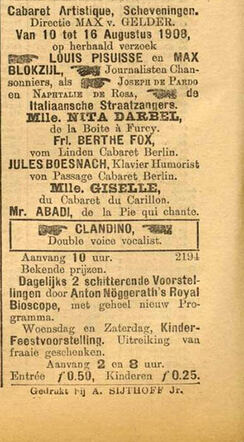 Cabaret Artistique, Scheveningen.
Directie MAX v. GELDER.
Van 10 tot 16 Augustus 1908,
op herhaald verzoek
LOUIS PISUISSE en MAX
BLOKZIJL, Journalisten Chan-
sonniers, als JOSEPH DE PARDO
en NAPHTALIE DE ROSA, de
Italiaansche Straatzangers.
Mlle. NITA DARBEL,
de la Boite à Furcy.
Frl. BERTHE FOX,
vom Linden Cabaret Berlin.
JULES BOESNACH, Klavier Humorist
von Passage Cabaret Berlin.
Mlle. GISELLE,
du Cabaret du Carillon.
Mr. ABADI, de la Pie qui chante.
CLANDINO,
Double voice vocalist.
Aanvang 10 uur. 2194
Bekende prijzen.
Dagelijks 2 schitterende Voorstel-
lingen door Anton Nöggerath's Royal
Bioscope, met geheel nieuw Pro-
gramma.
Woensdag en Zaterdag, Kinder-
Feestvoorstelling. Uitreiking van
fraaie geschenken.
Aanvang 2 en 8 uur.
Entrée f 0.50, Kinderen f 0.25.
Gedrukt bij A. SIJTHOFF Jr.